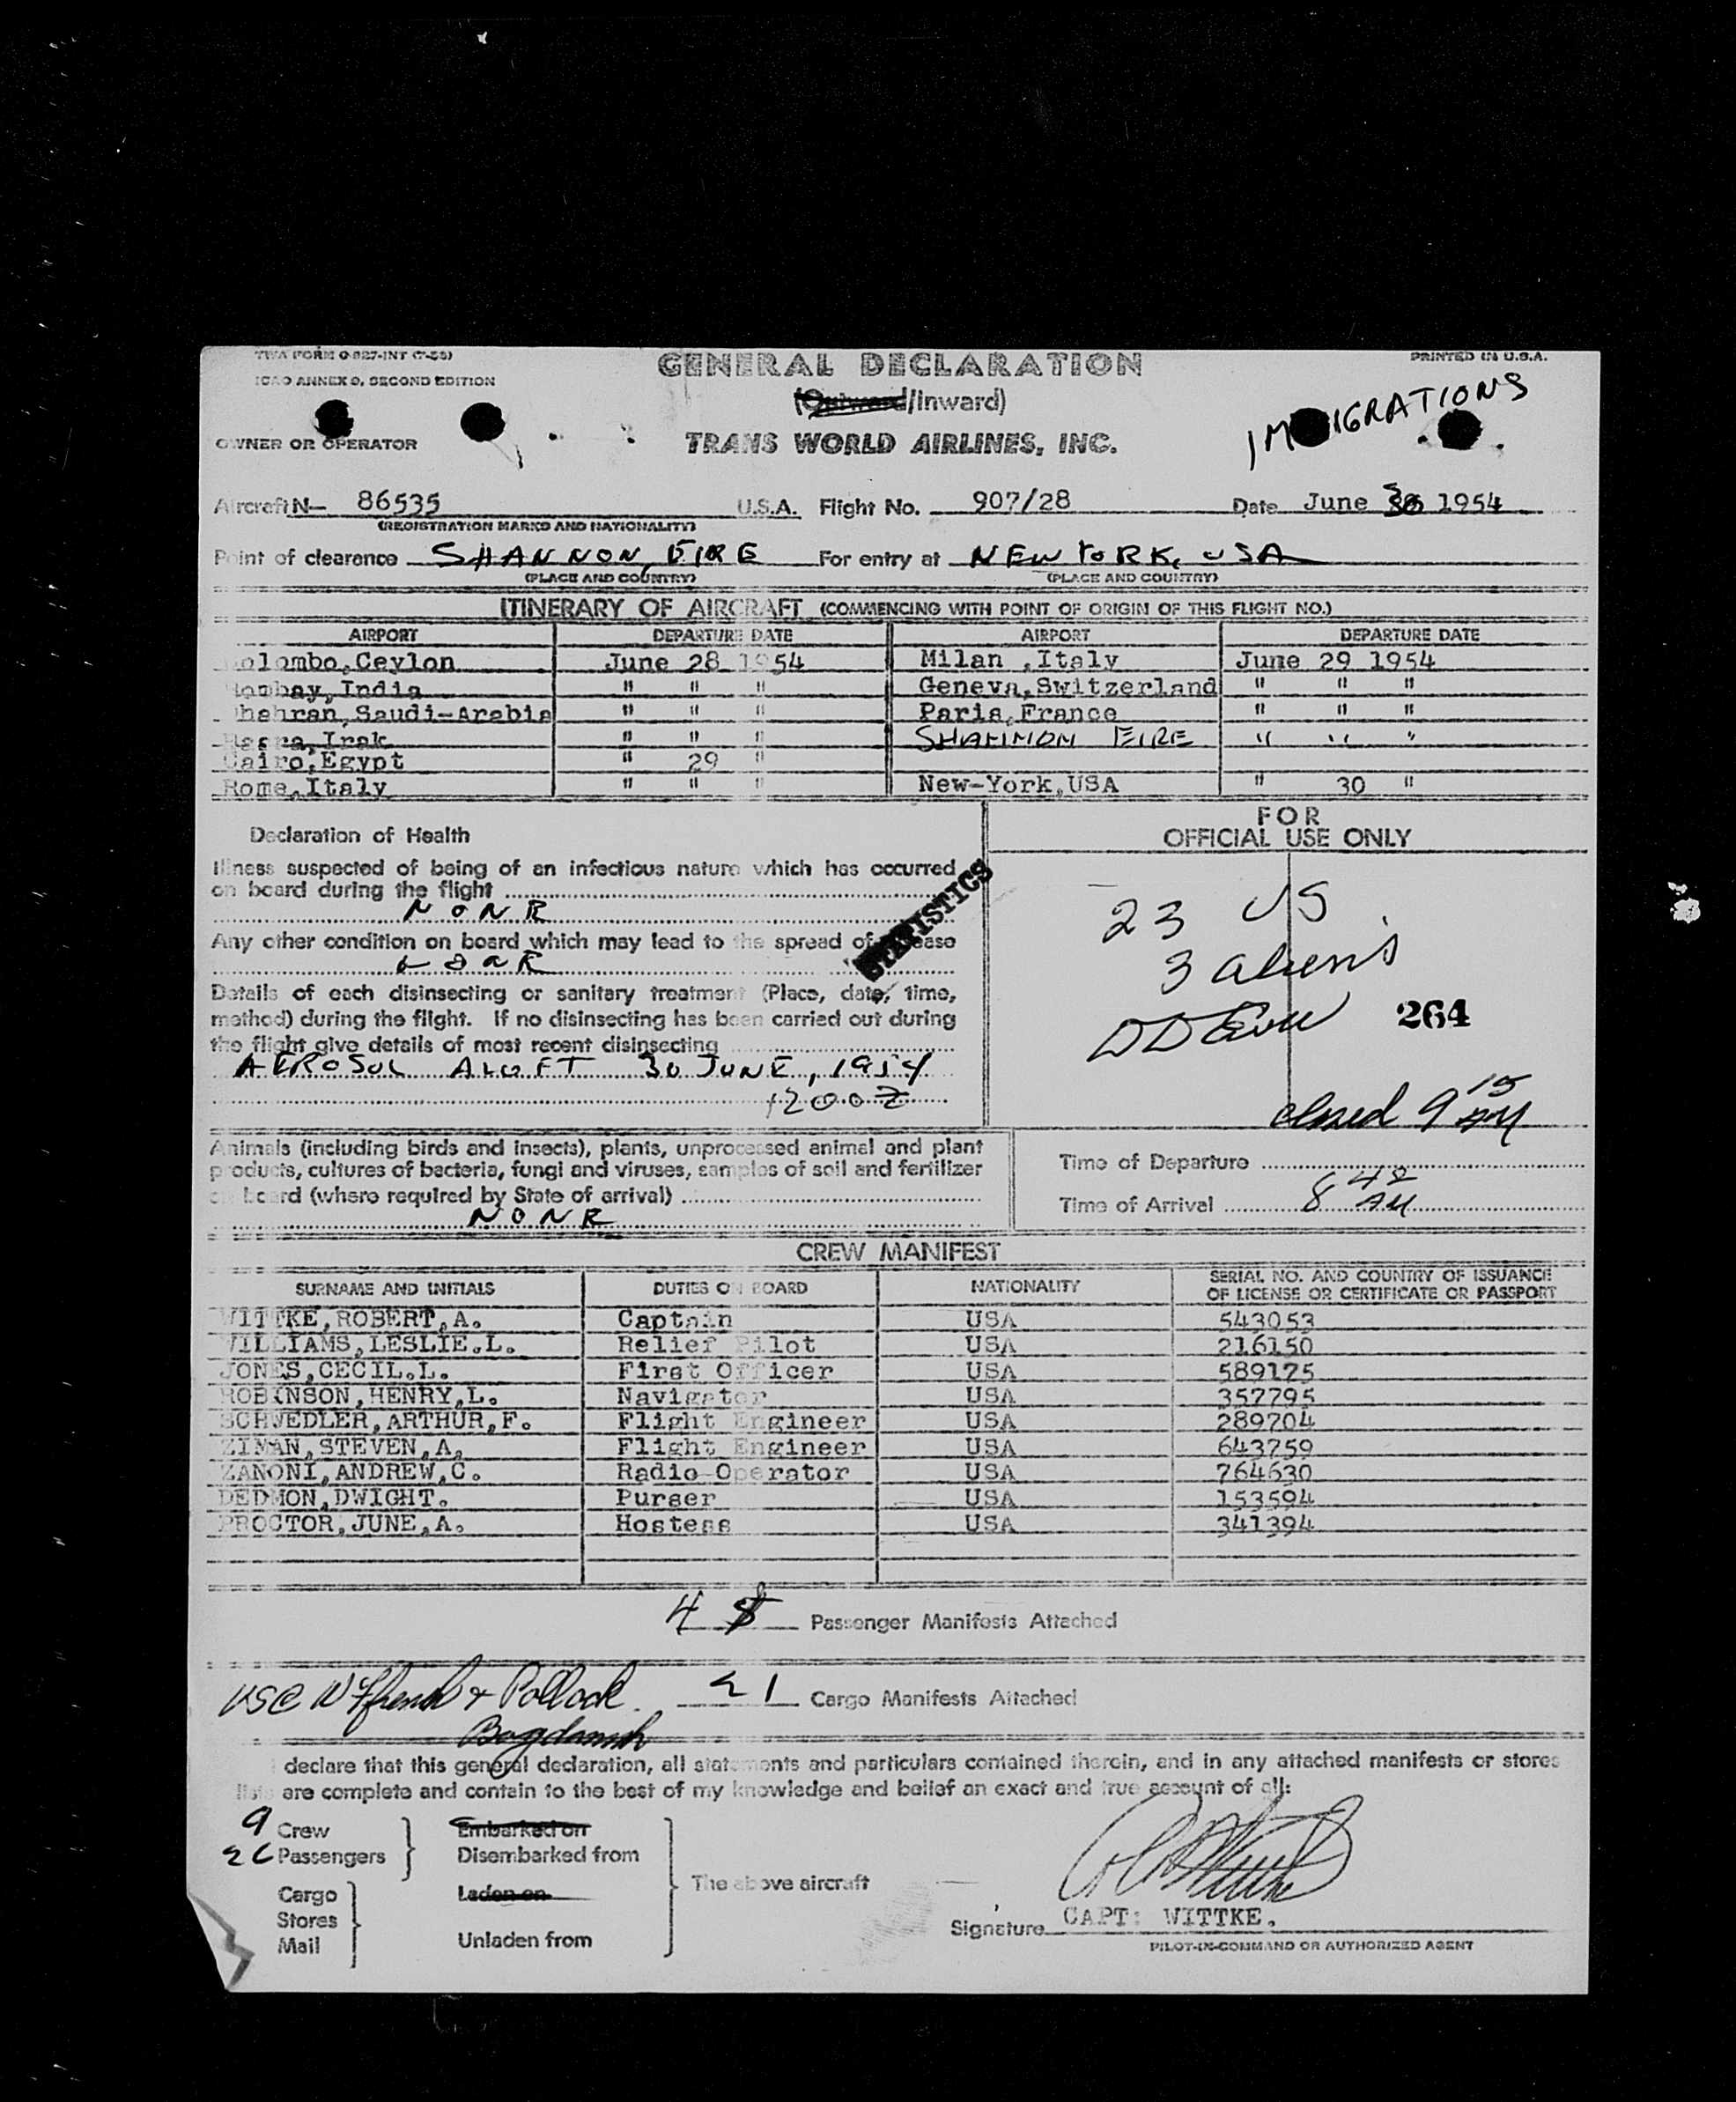 TWA FORM O-827-INT (7-53)
GENERAL DECLARATION
PRINTED IN U.S.A.
ICAO ANNEX 9, SECOND EDITION
(Outward/Inward)
IMMIGRATIONS
OWNER OR OPERATOR
TRANS WORLD AIRLINES, INC.
Aircraft N- 86535 U.S.A. Flight No. 907/28 Date June 30 1954
(REGISTRATION MARKS AND NATIONALITY)
Point of clearance SHANNON, EIRE For entry at NEW YORK, USA
(PLACE AND COUNTRY) (PLACE AND COUNTRY)
ITINERARY OF AIRCRAFT (COMMENCING WITH POINT OF ORIGIN OF THIS FLIGHT NO.)
AIRPORT DEPARTURE DATE AIRPORT DEPARTURE DATE
Colombo,Ceylon June 28 1954 Milan ,Italy June 29 1954
Bombay,India " " " Geneva,Switzerland " " "
Dhahran,Saudi-Arabia " " " Paris,France " " "
Basra,Irak " " " SHANNON EIRE " " "
Cairo,Egypt " 29 "
Rome,Italy " " " New-York,USA " 30 "
Declaration of Health
FOR
OFFICIAL USE ONLY
Illness suspected of being of an infectious nature which has occurred
on board during the flight
NONE
Any other condition on board which may lead to the spread of disease
NONE
STATISTICS
Details of each disinsecting or sanitary treatment (Place, date, time,
method) during the flight. If no disinsecting has been carried out during
the flight give details of most recent disinsecting
AEROSOL ALOFT 30 JUNE, 1954
1200Z
23 US
3 aliens
264
closed 9 15 AM
Animals (including birds and insects), plants, unprocessed animal and plant
products, cultures of bacteria, fungi and viruses, samples of soil and fertilizer
on board (where required by State of arrival)
NONE
Time of Departure
Time of Arrival 8 42 AM
CREW MANIFEST
SURNAME AND INITIALS DUTIES ON BOARD NATIONALITY SERIAL NO. AND COUNTRY OF ISSUANCE
OF LICENSE OR CERTIFICATE OR PASSPORT
WITTKE,ROBERT,A. Captain USA 543053
WILLIAMS,LESLIE.L. Relief Pilot USA 216150
JONES,CECIL.L. First Officer USA 589175
ROBINSON,HENRY,L. Navigator USA 357795
SCHWEDLER,ARTHUR,F. Flight Engineer USA 289704
ZIMAN,STEVEN,A. Flight Engineer USA 643759
ZANONI,ANDREW,C. Radio-Operator USA 764630
DEDMON,DWIGHT. Purser USA 153594
PROCTOR,JUNE,A. Hostess USA 341394
4 Passenger Manifests Attached
USC & Pollack 1 Cargo Manifests Attached
I declare that this general declaration, all statements and particulars contained therein, and in any attached manifests or stores
lists are complete and contain to the best of my knowledge and belief an exact and true account of all:
9 Crew
26 Passengers
Embarked on
Disembarked from
Cargo
Stores
Mail
Laden on
Unladen from
The above aircraft
Signature CAPT: WITTKE.
PILOT-IN-COMMAND OR AUTHORIZED AGENT